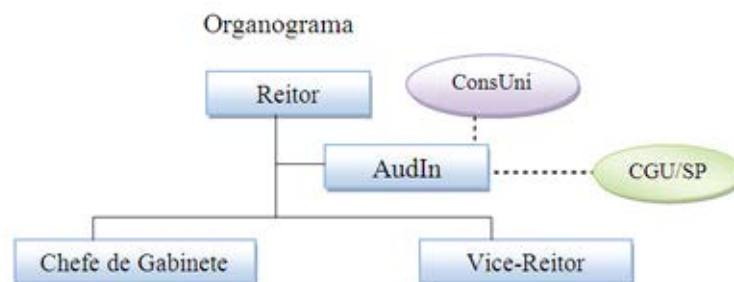 Organograma
Reitor
ConsUni
AudIn
CGU/SP
Chefe de Gabinete
Vice-Reitor